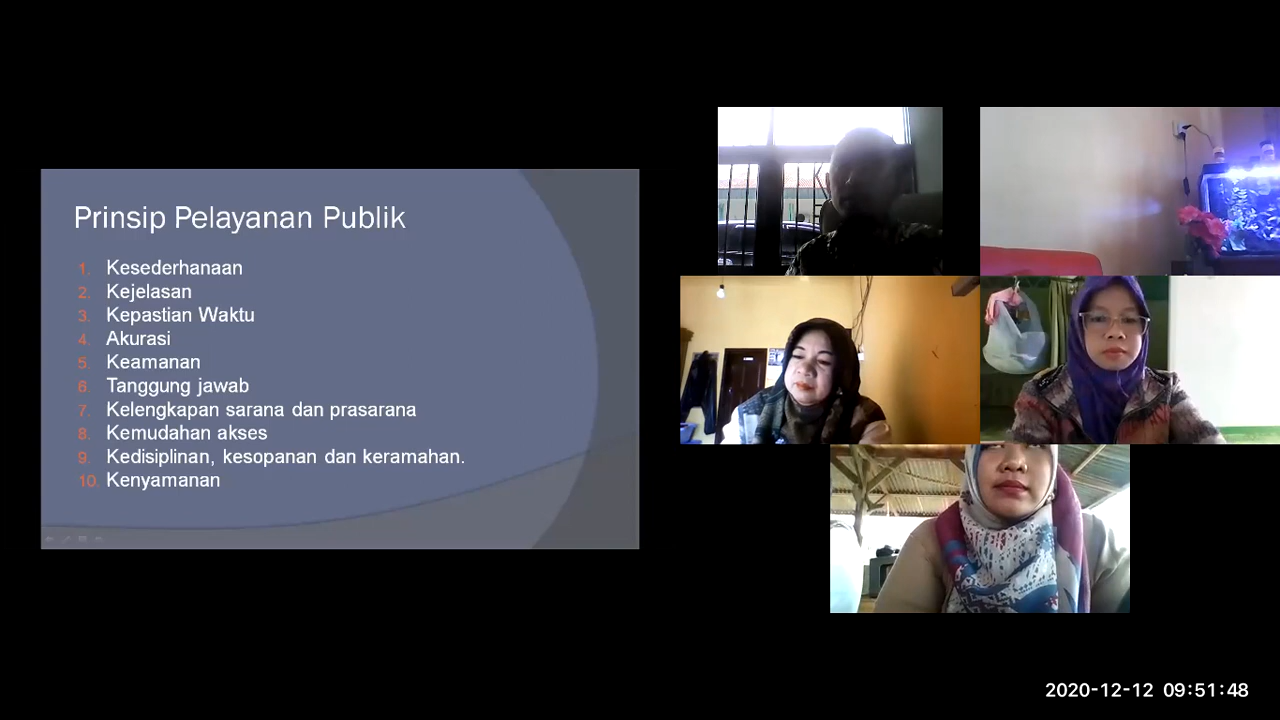 Prinsip Pelayanan Publik
1. Kesederhanaan
2. Kejelasan
3. Kepastian Waktu
4. Akurasi
5. Keamanan
6. Tanggung jawab
7. Kelengkapan sarana dan prasarana
8. Kemudahan akses
9. Kedisiplinan, kesopanan dan keramahan.
10. Kenyamanan
2020-12-12 09:51:48